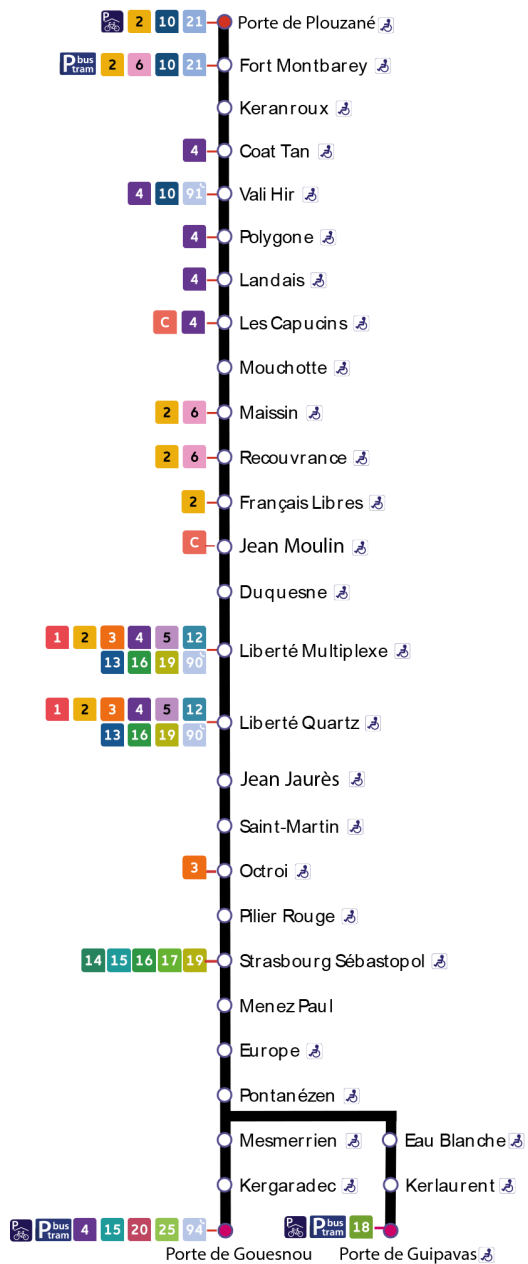 P 2 10 21 Porte de Plouzané
P bus tram 2 6 10 21 Fort Montbarey
Keranroux
4 Coat Tan
4 10 91 Vali Hir
4 Polygone
4 Landais
C 4 Les Capucins
Mouchotte
2 6 Maissin
2 6 Recouvrance
2 Français Libres
C Jean Moulin
Duquesne
1 2 3 4 5 12
13 16 19 90
Liberté Multiplexe
1 2 3 4 5 12
13 16 19 90
Liberté Quartz
Jean Jaurès
Saint-Martin
3 Octroi
Pilier Rouge
14 15 16 17 19 Strasbourg Sébastopol
Menez Paul
Europe
Pontanézen
Mesmerrien Eau Blanche
Kergaradec Kerlaurent
P P bus tram 4 15 20 25 94 P P bus tram 18
Porte de Gouesnou Porte de Guipavas